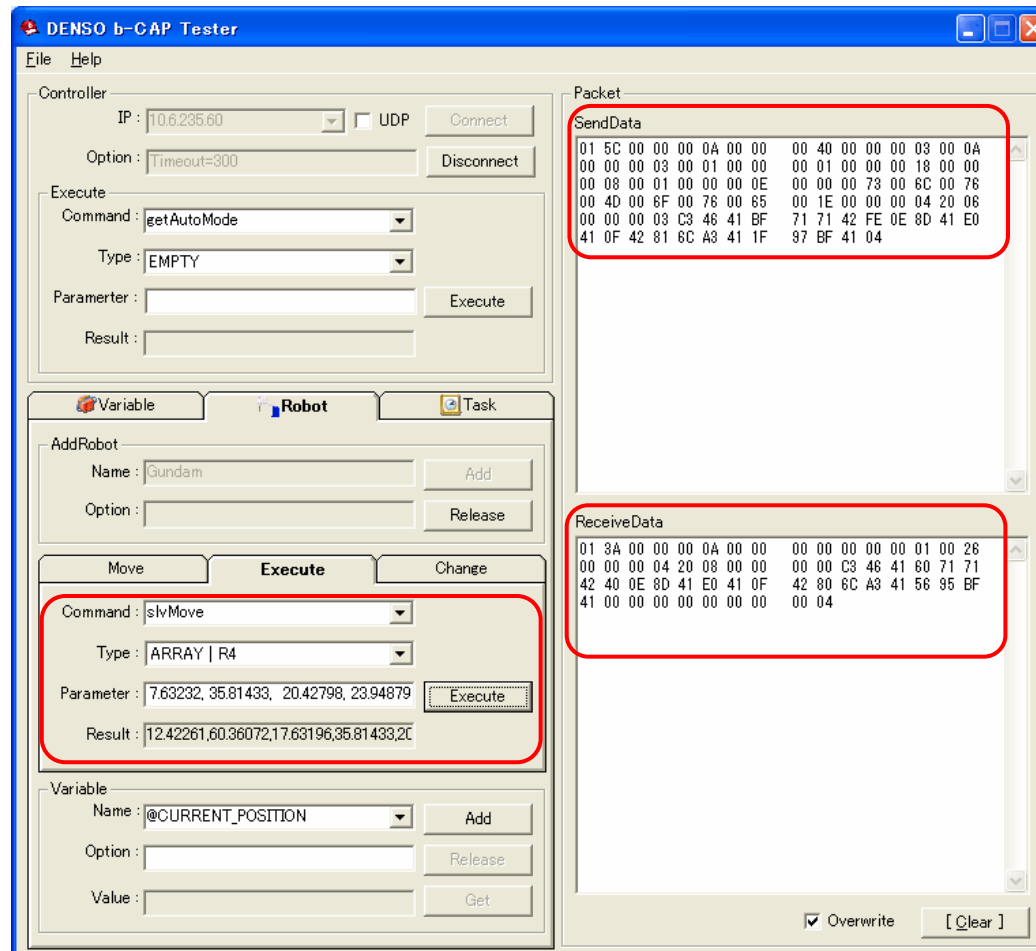 DENSO b-CAP Tester
File Help
Controller
IP : 10.6.235.60 UDP Connect
Option : Timeout=300 Disconnect
Execute
Command : getAutoMode
Type : EMPTY
Paramerter : Execute
Result :
Variable Robot Task
AddRobot
Name : Gundam Add
Option : Release
Move Execute Change
Command : slvMove
Type : ARRAY | R4
Parameter : 7.63232, 35.81433, 20.42798, 23.94879 Execute
Result : 12.42261,60.36072,17.63196,35.81433,20
Variable
Name : @CURRENT_POSITION Add
Option : Release
Value : Get
Packet
SendData
01 5C 00 00 00 0A 00 00 00 40 00 00 00 03 00 0A
00 00 00 03 00 01 00 00 00 01 00 00 00 18 00 00
00 08 00 01 00 00 00 0E 00 00 00 73 00 6C 00 76
00 4D 00 6F 00 76 00 65 00 1E 00 00 00 04 20 06
00 00 00 03 C3 46 41 BF 71 71 42 FE 0E 8D 41 E0
41 0F 42 81 6C A3 41 1F 97 BF 41 04
ReceiveData
01 3A 00 00 00 0A 00 00 00 00 00 00 00 01 00 26
00 00 00 04 20 08 00 00 00 00 C3 46 41 60 71 71
42 40 0E 8D 41 E0 41 0F 42 80 6C A3 41 56 95 BF
41 00 00 00 00 00 00 00 00 04
Overwrite [ Clear ]